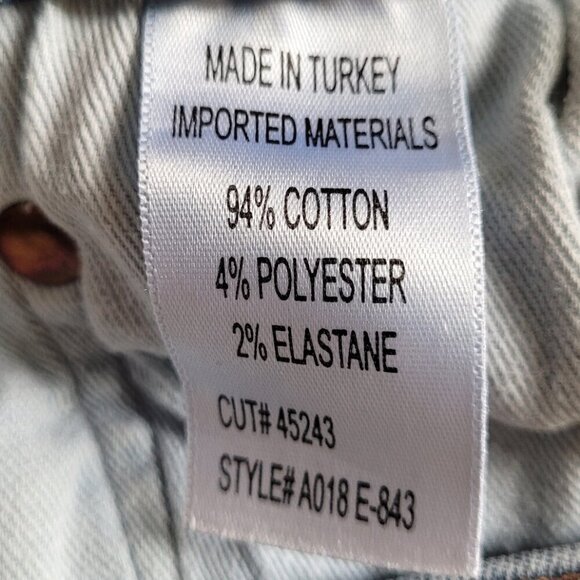 MADE IN TURKEY
IMPORTED MATERIALS
94% COTTON
4% POLYESTER
2% ELASTANE
CUT# 45243
STYLE# A018 E-843